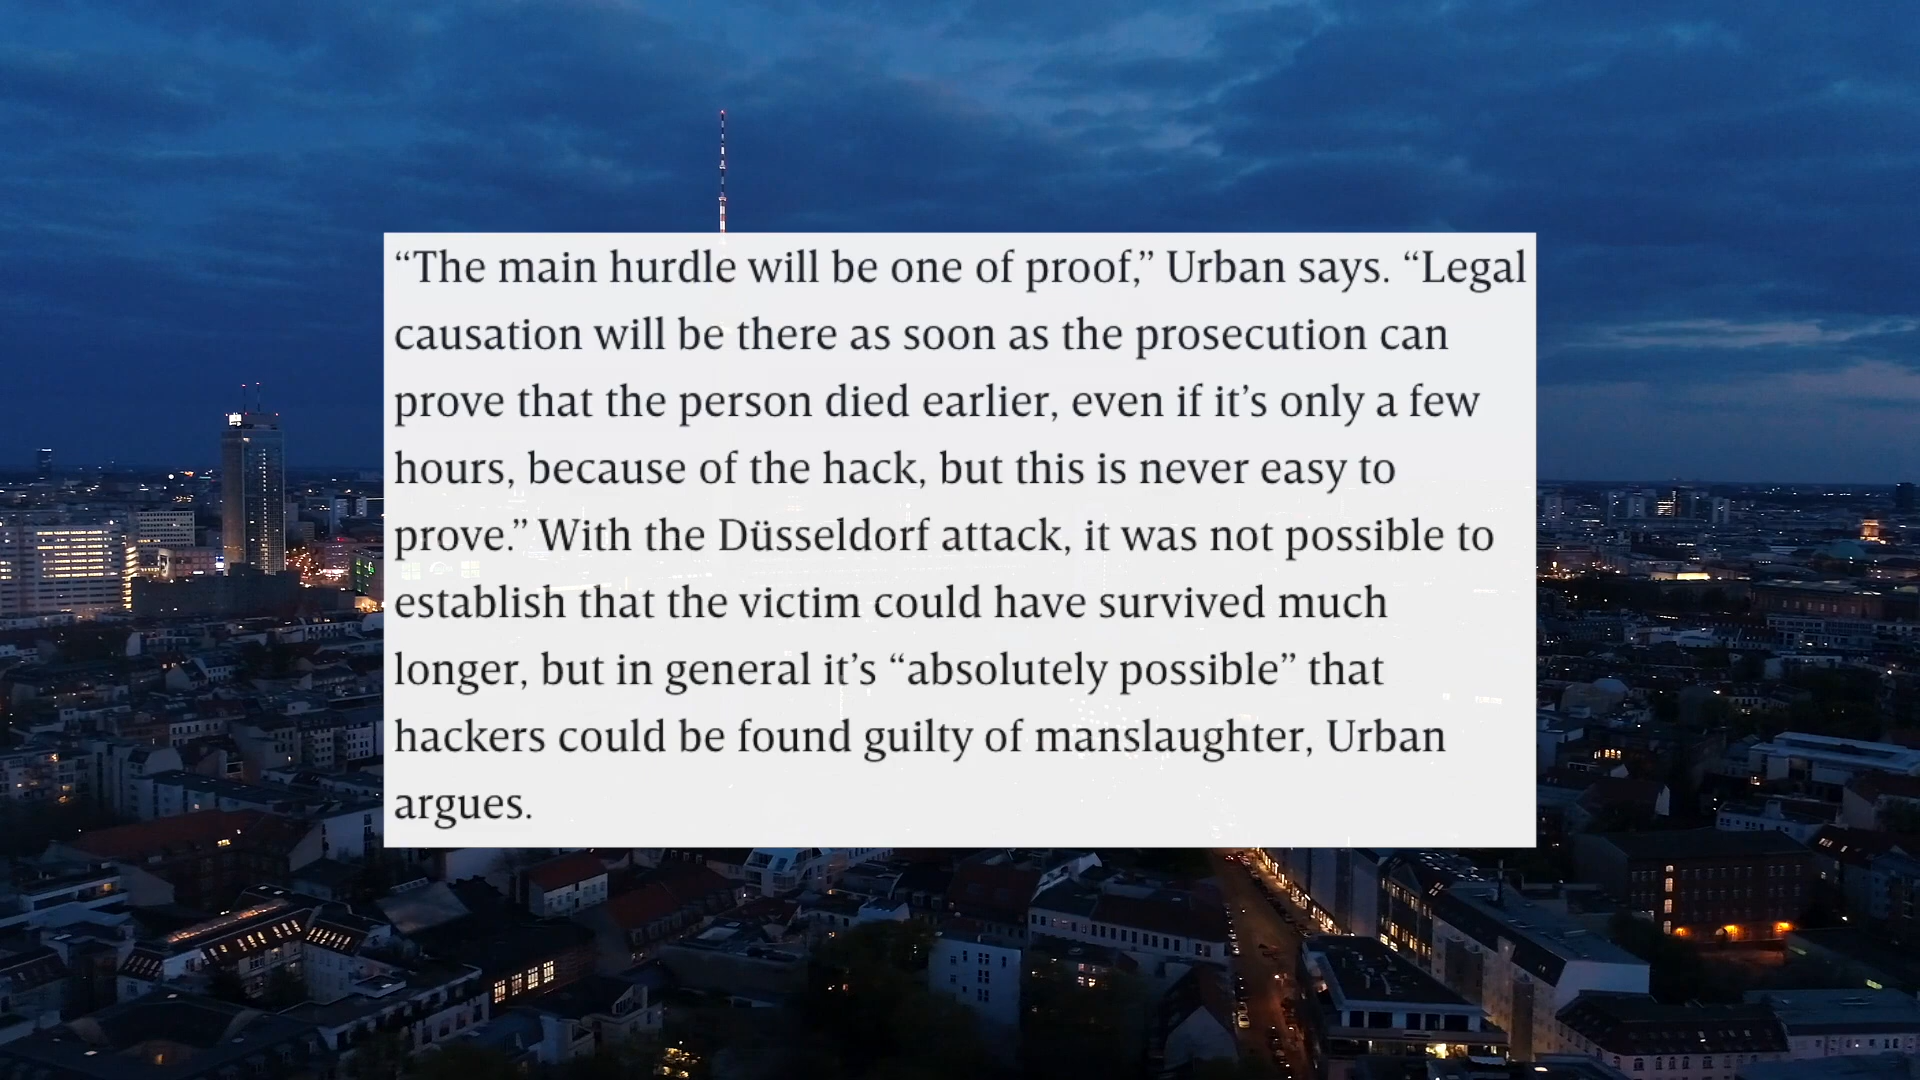 “The main hurdle will be one of proof,” Urban says. “Legal
causation will be there as soon as the prosecution can
prove that the person died earlier, even if it’s only a few
hours, because of the hack, but this is never easy to
prove.” With the Düsseldorf attack, it was not possible to
establish that the victim could have survived much
longer, but in general it’s “absolutely possible” that
hackers could be found guilty of manslaughter, Urban
argues.